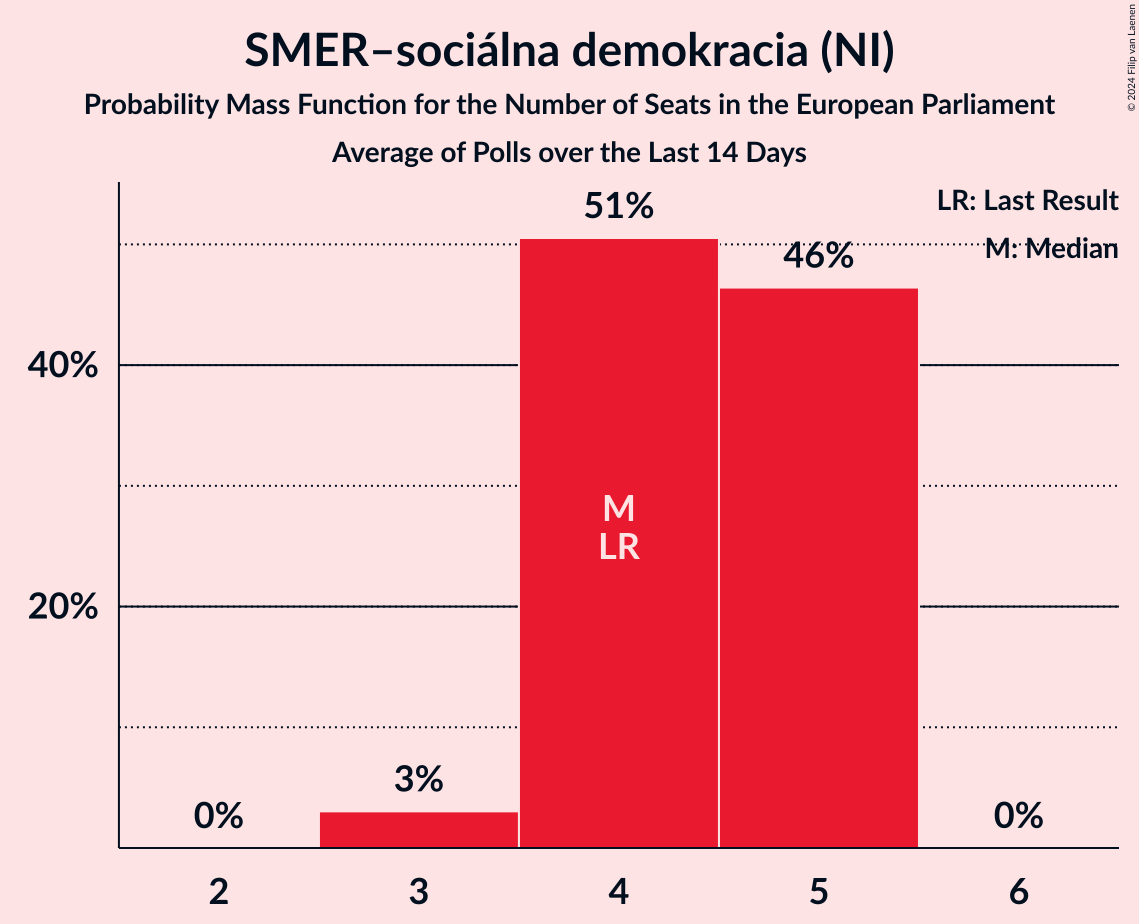 SMER–sociálna demokracia (NI)
Probability Mass Function for the Number of Seats in the European Parliament
Average of Polls over the Last 14 Days
© 2024 Filip van Laenen
LR: Last Result
M: Median
51%
46%
40%
M
LR
20%
3%
0%
0%
2 3 4 5 6